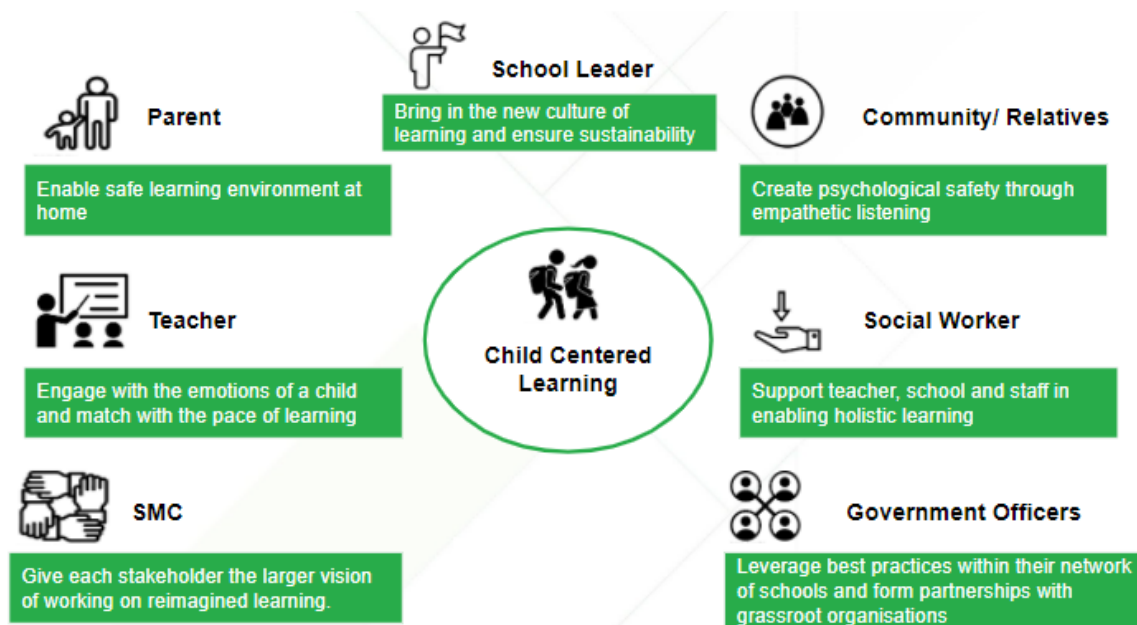 School Leader
Bring in the new culture of
learning and ensure sustainability
Parent
Enable safe learning environment at
home
Community/ Relatives
Create psychological safety through
empathetic listening
Child Centered
Learning
Teacher
Engage with the emotions of a child
and match with the pace of learning
Social Worker
Support teacher, school and staff in
enabling holistic learning
SMC
Give each stakeholder the larger vision
of working on reimagined learning.
Government Officers
Leverage best practices within their network
of schools and form partnerships with
grassroot organisations